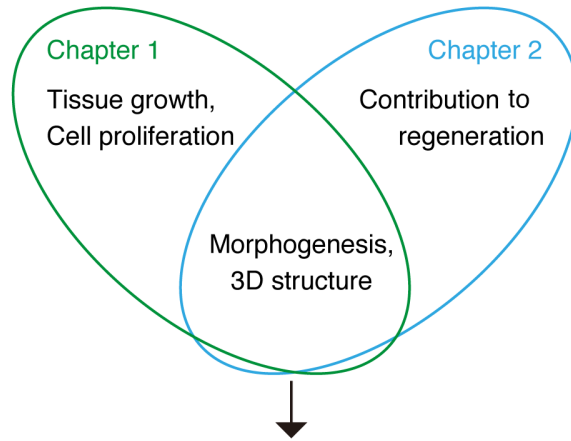 Chapter 1
Tissue growth,
Cell proliferation
Chapter 2
Contribution to
regeneration
Morphogenesis,
3D structure